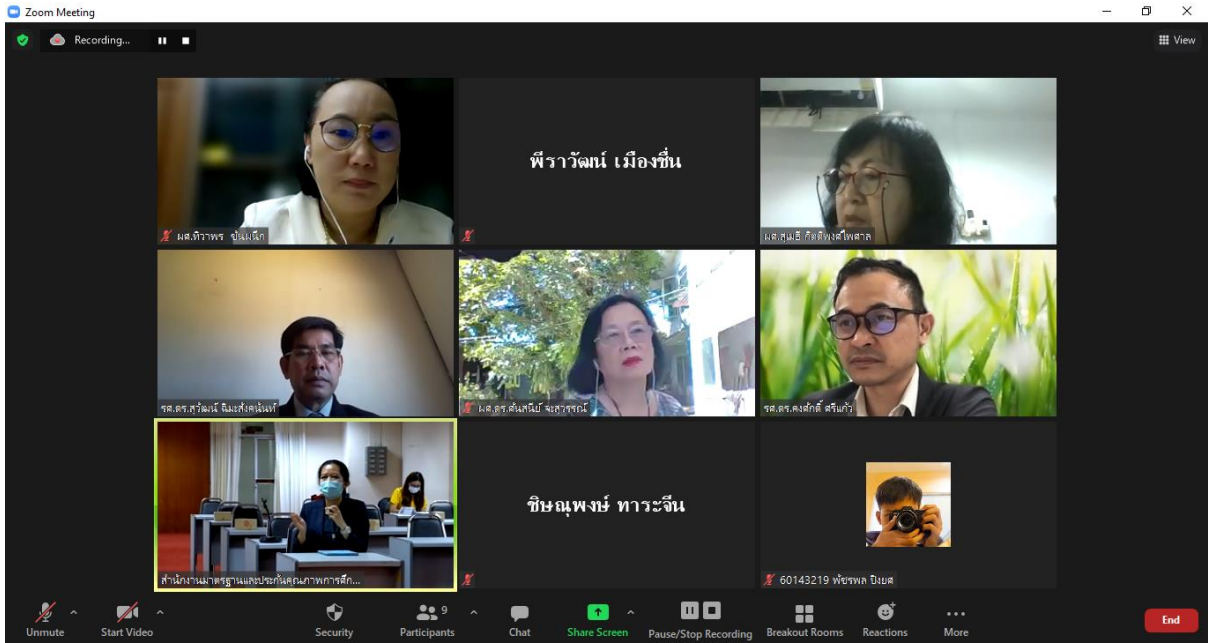 Zoom Meeting
Recording...
View
ผศ.ทิวาพร ขันผนึก
พีราวัฒน์ เมืองชื่น
ผศ.สุเมธี กิตติพงศ์ไพศาล
รศ.ดร.สุวัฒน์ ฉิมะสังคนันท์
ผศ.ดร.ศันสนีย์ จะสุวรรณ์
รศ.ดร.คงศักดิ์ ศรีแก้ว
สำนักงานมาตรฐานและประกันคุณภาพการศึก...
ชิษณุพงษ์ ทาระจีน
60143219 พัชรพล ปิงยศ
Unmute
Start Video
Security
9
Participants
Chat
Share Screen
Pause/Stop Recording
Breakout Rooms
Reactions
More
End